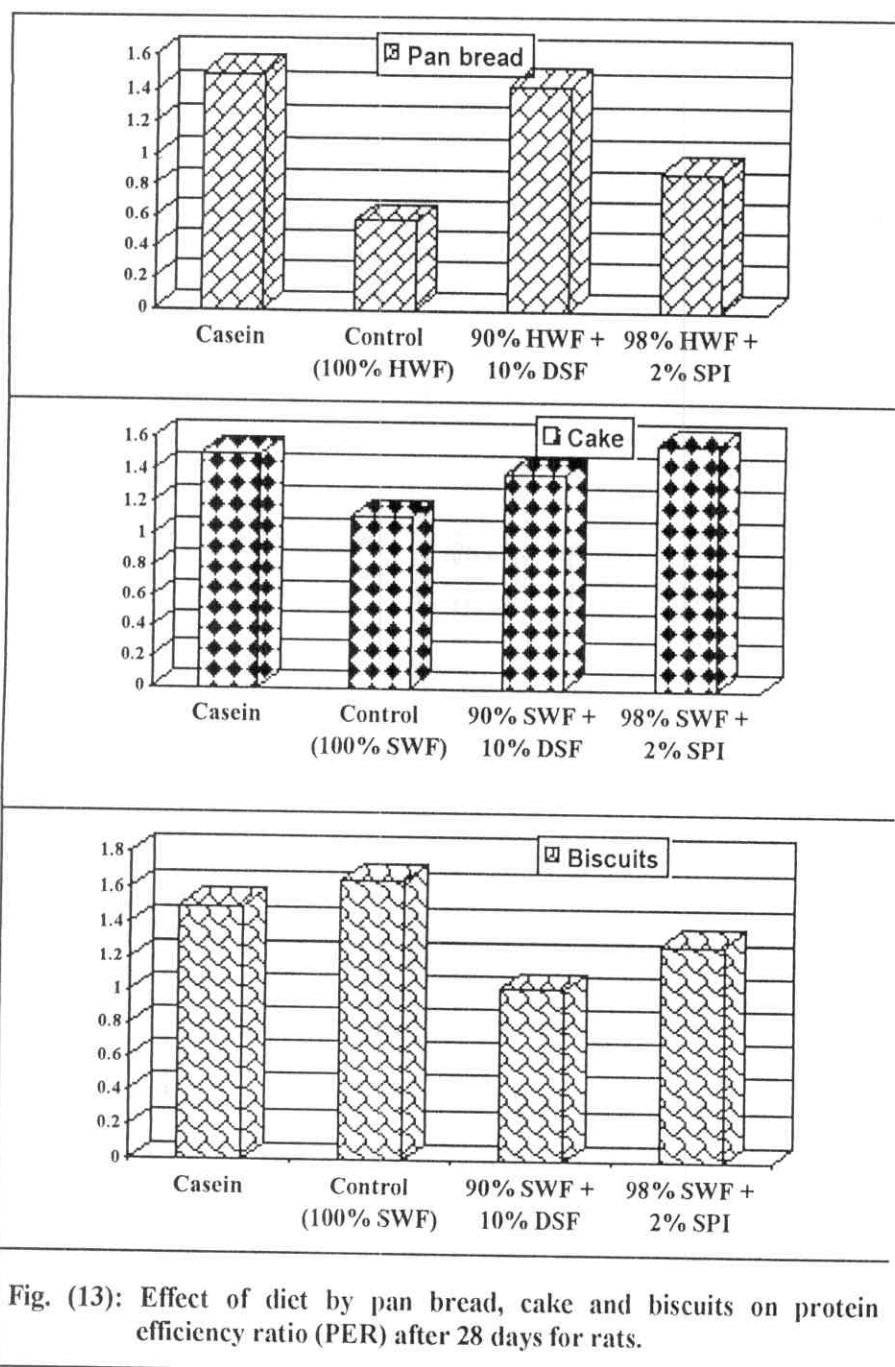 Pan bread
1.6
1.4
1.2
1
0.8
0.6
0.4
0.2
0
Casein Control 90% HWF + 98% HWF +
(100% HWF) 10% DSF 2% SPI
Cake
1.6
1.4
1.2
1
0.8
0.6
0.4
0.2
0
Casein Control 90% SWF + 98% SWF +
(100% SWF) 10% DSF 2% SPI
Biscuits
1.8
1.6
1.4
1.2
1
0.8
0.6
0.4
0.2
0
Casein Control 90% SWF + 98% SWF +
(100% SWF) 10% DSF 2% SPI
Fig. (13): Effect of diet by pan bread, cake and biscuits on protein
efficiency ratio (PER) after 28 days for rats.